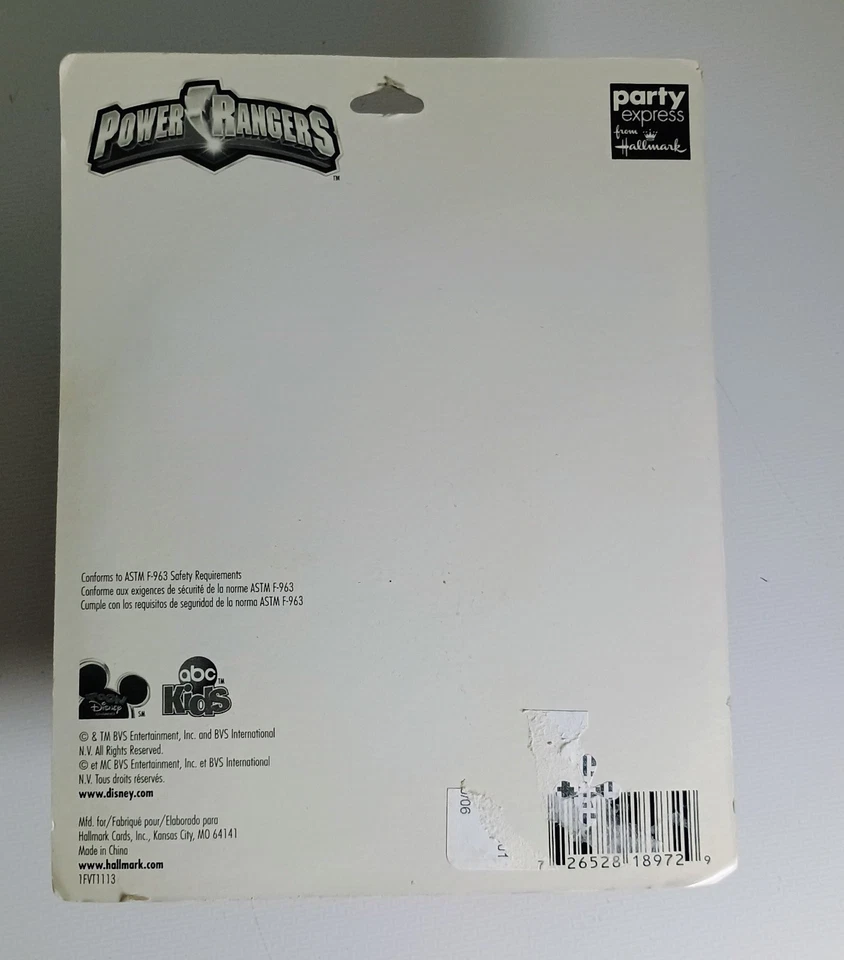 POWER RANGERS
TM
party
express
from
Hallmark
Conforms to ASTM F-963 Safety Requirements
Conforme aux exigences de sécurité de la norme ASTM F-963
Cumple con los requisitos de seguridad de la norma ASTM F-963
TOON
Disney
SM
abc
TM
Kids
© & TM BVS Entertainment, Inc. and BVS International
N.V. All Rights Reserved.
© et MC BVS Entertainment, Inc. et BVS International
N.V. Tous droits réservés.
www.disney.com
Mfd. for/Fabriqué pour/Elaborado para
Hallmark Cards, Inc., Kansas City, MO 64141
Made in China
www.hallmark.com
1FVT1113
7 26528 18972 9